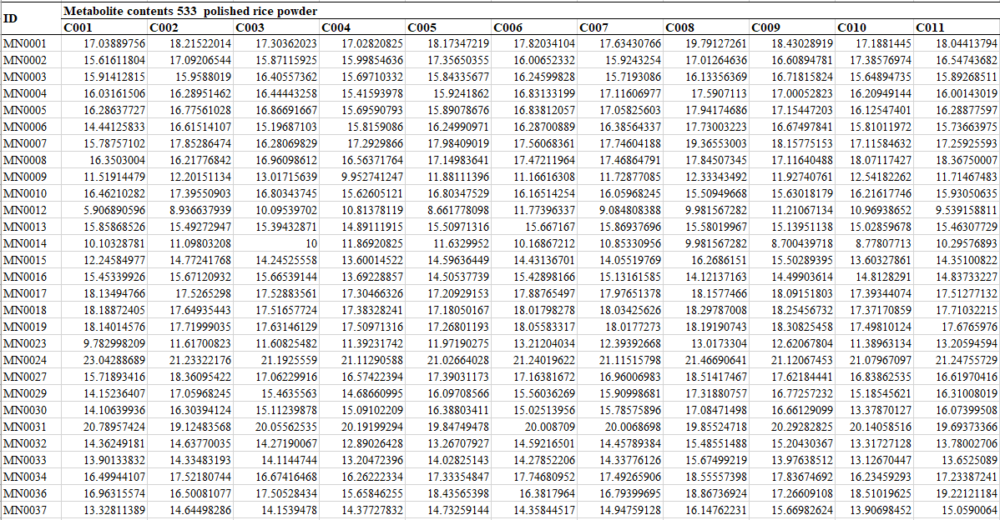 ID Metabolite contents 533 polished rice powder
C001 C002 C003 C004 C005 C006 C007 C008 C009 C010 C011
MN0001 17.03889756 18.21522014 17.30362023 17.02820825 18.17347219 17.82034104 17.63430766 19.79127261 18.43028919 17.1881445 18.04413794
MN0002 15.61611804 17.09206544 15.87115925 15.99854636 17.35650355 16.00652332 15.9243254 17.01264636 16.60894781 17.38576974 16.54743682
MN0003 15.91412815 15.9588019 16.40557362 15.69710332 15.84335677 16.24599828 15.7193086 16.13356369 16.71815824 15.64894735 15.89268511
MN0004 16.03161506 16.28951462 16.44443258 15.41593978 15.9241862 16.83133199 17.11606977 17.5907113 17.00052823 16.20949144 16.00143019
MN0005 16.28637727 16.77561028 16.86691667 15.69590793 15.89078676 16.83812057 17.05825603 17.94174686 17.15447203 16.12547401 16.28877597
MN0006 14.44125833 16.61514107 15.19687103 15.8159086 16.24990971 16.28700889 16.38564337 17.73003223 16.67497841 15.81011972 15.73663975
MN0007 15.78757102 17.85286474 16.28069829 17.2929866 17.98409019 17.56068361 17.74604188 19.36553003 18.15775153 17.11584632 17.25925593
MN0008 16.3503004 16.21776842 16.96098612 16.56371764 17.14983641 17.47211964 17.46864791 17.84507345 17.11640488 18.07117427 18.36750007
MN0009 11.51914479 12.20151134 13.01715639 9.952741247 11.88111396 11.16616308 11.72877085 12.33343492 11.92740761 12.54182262 11.71467483
MN0010 16.46210282 17.39550903 16.80343745 15.62605121 16.80347529 16.16514254 16.05968245 15.50949668 15.63018179 16.21617746 15.93050635
MN0012 5.906890596 8.936637939 10.09539702 10.81378119 8.661778098 11.77396337 9.084808388 9.981567282 11.21067134 10.96938652 9.539158811
MN0013 15.85868526 15.49272947 15.39432871 14.89111915 15.50971316 15.667167 15.86937696 15.58019967 15.13951138 15.02859678 15.46307729
MN0014 10.10328781 11.09803208 10 11.86920825 11.6329952 10.16867212 10.85330956 9.981567282 8.700439718 8.77807713 10.29576893
MN0015 12.24584977 14.77241768 14.24525558 13.60014522 14.59636449 14.43136701 14.05519769 16.2686151 15.50289395 13.60327861 14.35100822
MN0016 15.45339926 15.67120932 15.66539144 13.69228857 14.50537739 15.42898166 15.13161585 14.12137163 14.49903614 14.8128291 14.83733227
MN0017 18.13494766 17.5265298 17.52883561 17.30466326 17.20929153 17.88765497 17.97651378 18.1577466 18.09151803 17.39344074 17.51277132
MN0018 18.18872405 17.64935443 17.51657724 17.38328241 17.18050167 18.01798278 18.03425626 18.29787008 18.25456732 17.37170859 17.71032215
MN0019 18.14014576 17.71999035 17.63146129 17.50971316 17.26801193 18.05583317 18.0177273 18.19190743 18.30825458 17.49810124 17.6765976
MN0023 9.782998209 11.61700823 11.60825482 11.39231742 11.97190275 13.21204034 12.39392668 13.0173304 12.62067804 11.38963134 13.20594594
MN0024 23.04288689 21.23322176 21.1925559 21.11290588 21.02664028 21.24019622 21.11515798 21.46690641 21.12067453 21.07967097 21.24755729
MN0027 15.71893416 18.36095422 17.06229916 16.57422394 17.39031173 17.16381672 16.96006983 18.51417467 17.62184441 16.83862535 16.61970416
MN0029 14.15236407 17.05968245 15.4635563 14.68660995 16.09708566 15.56036269 15.90998681 17.31880757 16.77257232 15.18545621 16.31008019
MN0030 14.10639936 16.30394124 15.11239878 15.09102209 16.38803411 15.02513956 15.78575896 17.08471498 16.66129099 13.37870127 16.07399508
MN0031 20.78957424 19.12483568 20.05562535 20.19199294 19.84749478 20.008709 20.0068698 19.85524718 20.29282825 20.14058516 19.69373366
MN0032 14.36249181 14.63770035 14.27190067 12.89026428 13.26707927 14.59216501 14.45789384 15.48551488 15.20430367 13.31727128 13.78002706
MN0033 13.90133832 14.33483193 14.1144744 13.20472396 14.02825143 14.27852206 14.33776126 15.67499219 13.97638512 13.12670447 13.6525089
MN0034 16.49944107 17.52180744 16.67416468 16.26222334 17.33354847 17.74680952 17.49265906 18.55557398 17.83674692 16.23459293 17.23387241
MN0036 16.96315574 16.50081077 17.50528434 15.65846255 18.43565398 16.3817964 16.79399695 18.86736924 17.26609108 18.51019625 19.22121184
MN0037 13.32811389 14.64498286 14.1539478 14.37727832 14.73259144 14.35844517 14.94759128 16.14762231 15.66982624 13.90698452 15.0590064